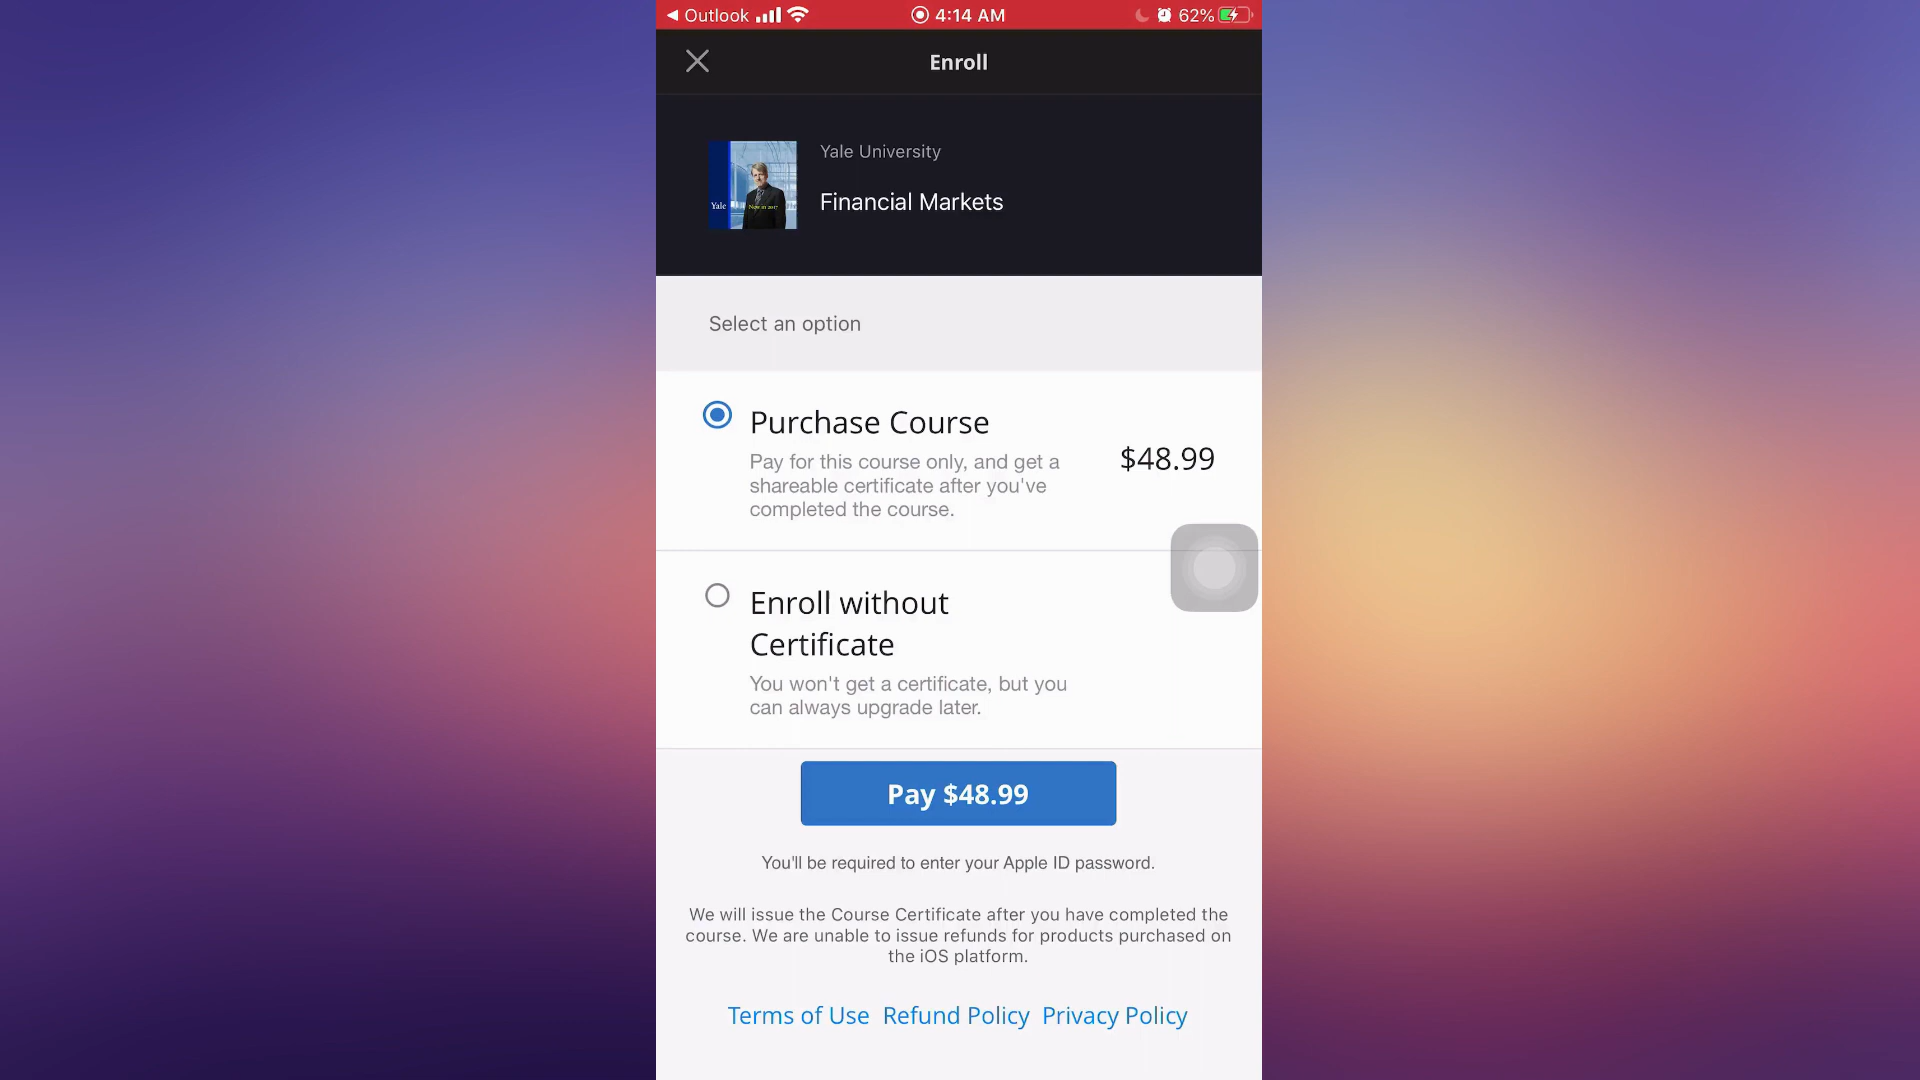 Outlook 4:14 AM 62%
Enroll
Yale University
Financial Markets
Yale
Select an option
Purchase Course
$48.99
Pay for this course only, and get a
shareable certificate after you've
completed the course.
Enroll without
Certificate
You won't get a certificate, but you
can always upgrade later.
Pay $48.99
You'll be required to enter your Apple ID password.
We will issue the Course Certificate after you have completed the
course. We are unable to issue refunds for products purchased on
the iOS platform.
Terms of Use Refund Policy Privacy Policy